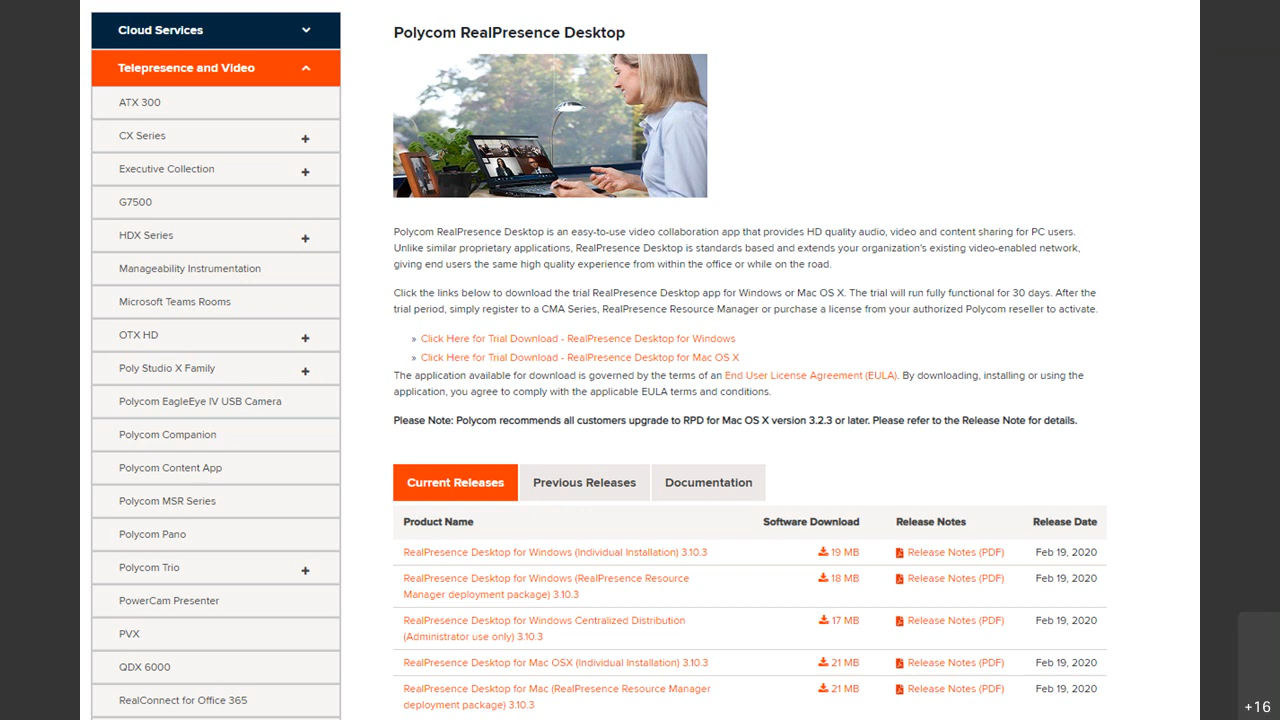 Cloud Services
Telepresence and Video
ATX 300
CX Series
Executive Collection
G7500
HDX Series
Manageability Instrumentation
Microsoft Teams Rooms
OTX HD
Poly Studio X Family
Polycom EagleEye IV USB Camera
Polycom Companion
Polycom Content App
Polycom MSR Series
Polycom Pano
Polycom Trio
PowerCam Presenter
PVX
QDX 6000
RealConnect for Office 365
Polycom RealPresence Desktop
Polycom RealPresence Desktop is an easy-to-use video collaboration app that provides HD quality audio, video and content sharing for PC users.
Unlike similar proprietary applications, RealPresence Desktop is standards based and extends your organization's existing video-enabled network,
giving end users the same high quality experience from within the office or while on the road.
Click the links below to download the trial RealPresence Desktop app for Windows or Mac OS X. The trial will run fully functional for 30 days. After the
trial period, simply register to a CMA Series, RealPresence Resource Manager or purchase a license from your authorized Polycom reseller to activate.
» Click Here for Trial Download - RealPresence Desktop for Windows
» Click Here for Trial Download - RealPresence Desktop for Mac OS X
The application available for download is governed by the terms of an End User License Agreement (EULA). By downloading, installing or using the
application, you agree to comply with the applicable EULA terms and conditions.
Please Note: Polycom recommends all customers upgrade to RPD for Mac OS X version 3.2.3 or later. Please refer to the Release Note for details.
Current Releases Previous Releases Documentation
Product Name Software Download Release Notes Release Date
RealPresence Desktop for Windows (Individual Installation) 3.10.3 19 MB Release Notes (PDF) Feb 19, 2020
RealPresence Desktop for Windows (RealPresence Resource 18 MB Release Notes (PDF) Feb 19, 2020
Manager deployment package) 3.10.3
RealPresence Desktop for Windows Centralized Distribution 17 MB Release Notes (PDF) Feb 19, 2020
(Administrator use only) 3.10.3
RealPresence Desktop for Mac OSX (Individual Installation) 3.10.3 21 MB Release Notes (PDF) Feb 19, 2020
RealPresence Desktop for Mac (RealPresence Resource Manager 21 MB Release Notes (PDF) Feb 19, 2020
deployment package) 3.10.3
+16